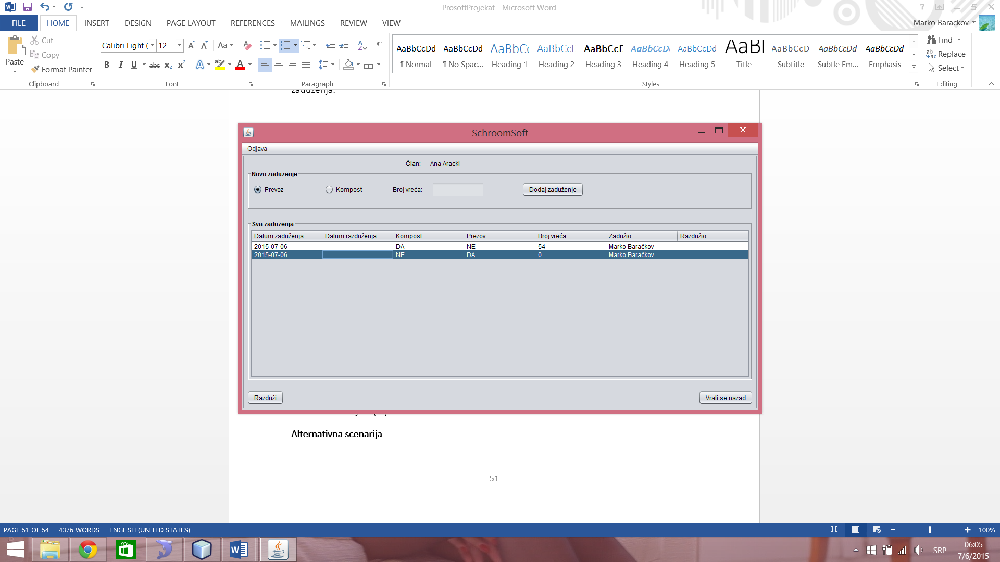 ProsoftProjekat - Microsoft Word
FILE HOME INSERT DESIGN PAGE LAYOUT REFERENCES MAILINGS REVIEW VIEW Marko Barackov
Paste Cut Copy Format Painter
Calibri Light ( 12
Aa
B I U abc x₂ x² A ab A
AaBbCcDd AaBbCcDd AaBbCc AaBbCcD AaBbCcD AaBbCcDd AaBbCcDd AaBl AaBbCcD AaBbCcDd AaBbCcDd
¶ Normal ¶ No Spac... Heading 1 Heading 2 Heading 3 Heading 4 Heading 5 Title Subtitle Subtle Em... Emphasis
Find
Replace
Select
Clipboard Font Paragraph Styles Editing
zaduženja.
SchroomSoft
Odjava
Član: Ana Aracki
Novo zaduzenje
Prevoz Kompost Broj vreća: Dodaj zaduženje
Sva zaduzenja
Datum zaduženja Datum razduženja Kompost Prezov Broj vreća Zadužio Razdužio
2015-07-06 DA NE 54 Marko Baračkov
2015-07-06 NE DA 0 Marko Baračkov
Razduži Vrati se nazad
Alternativna scenarija
51
PAGE 51 OF 54 4376 WORDS ENGLISH (UNITED STATES) 100%
SRP 06:05
7/6/2015